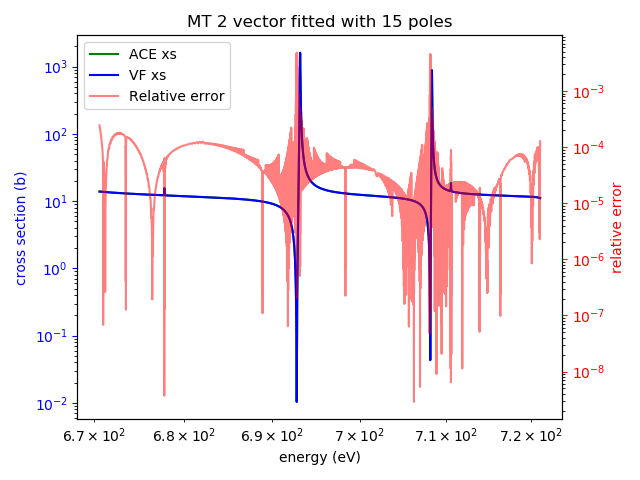 MT 2 vector fitted with 15 poles
ACE xs
VF xs
Relative error
cross section (b)
10³
10²
10¹
10⁰
10⁻¹
10⁻²
10⁻³
10⁻⁴
10⁻⁵
10⁻⁶
10⁻⁷
10⁻⁸
relative error
6.7 × 10² 6.8 × 10² 6.9 × 10² 7 × 10² 7.1 × 10² 7.2 × 10²
energy (eV)